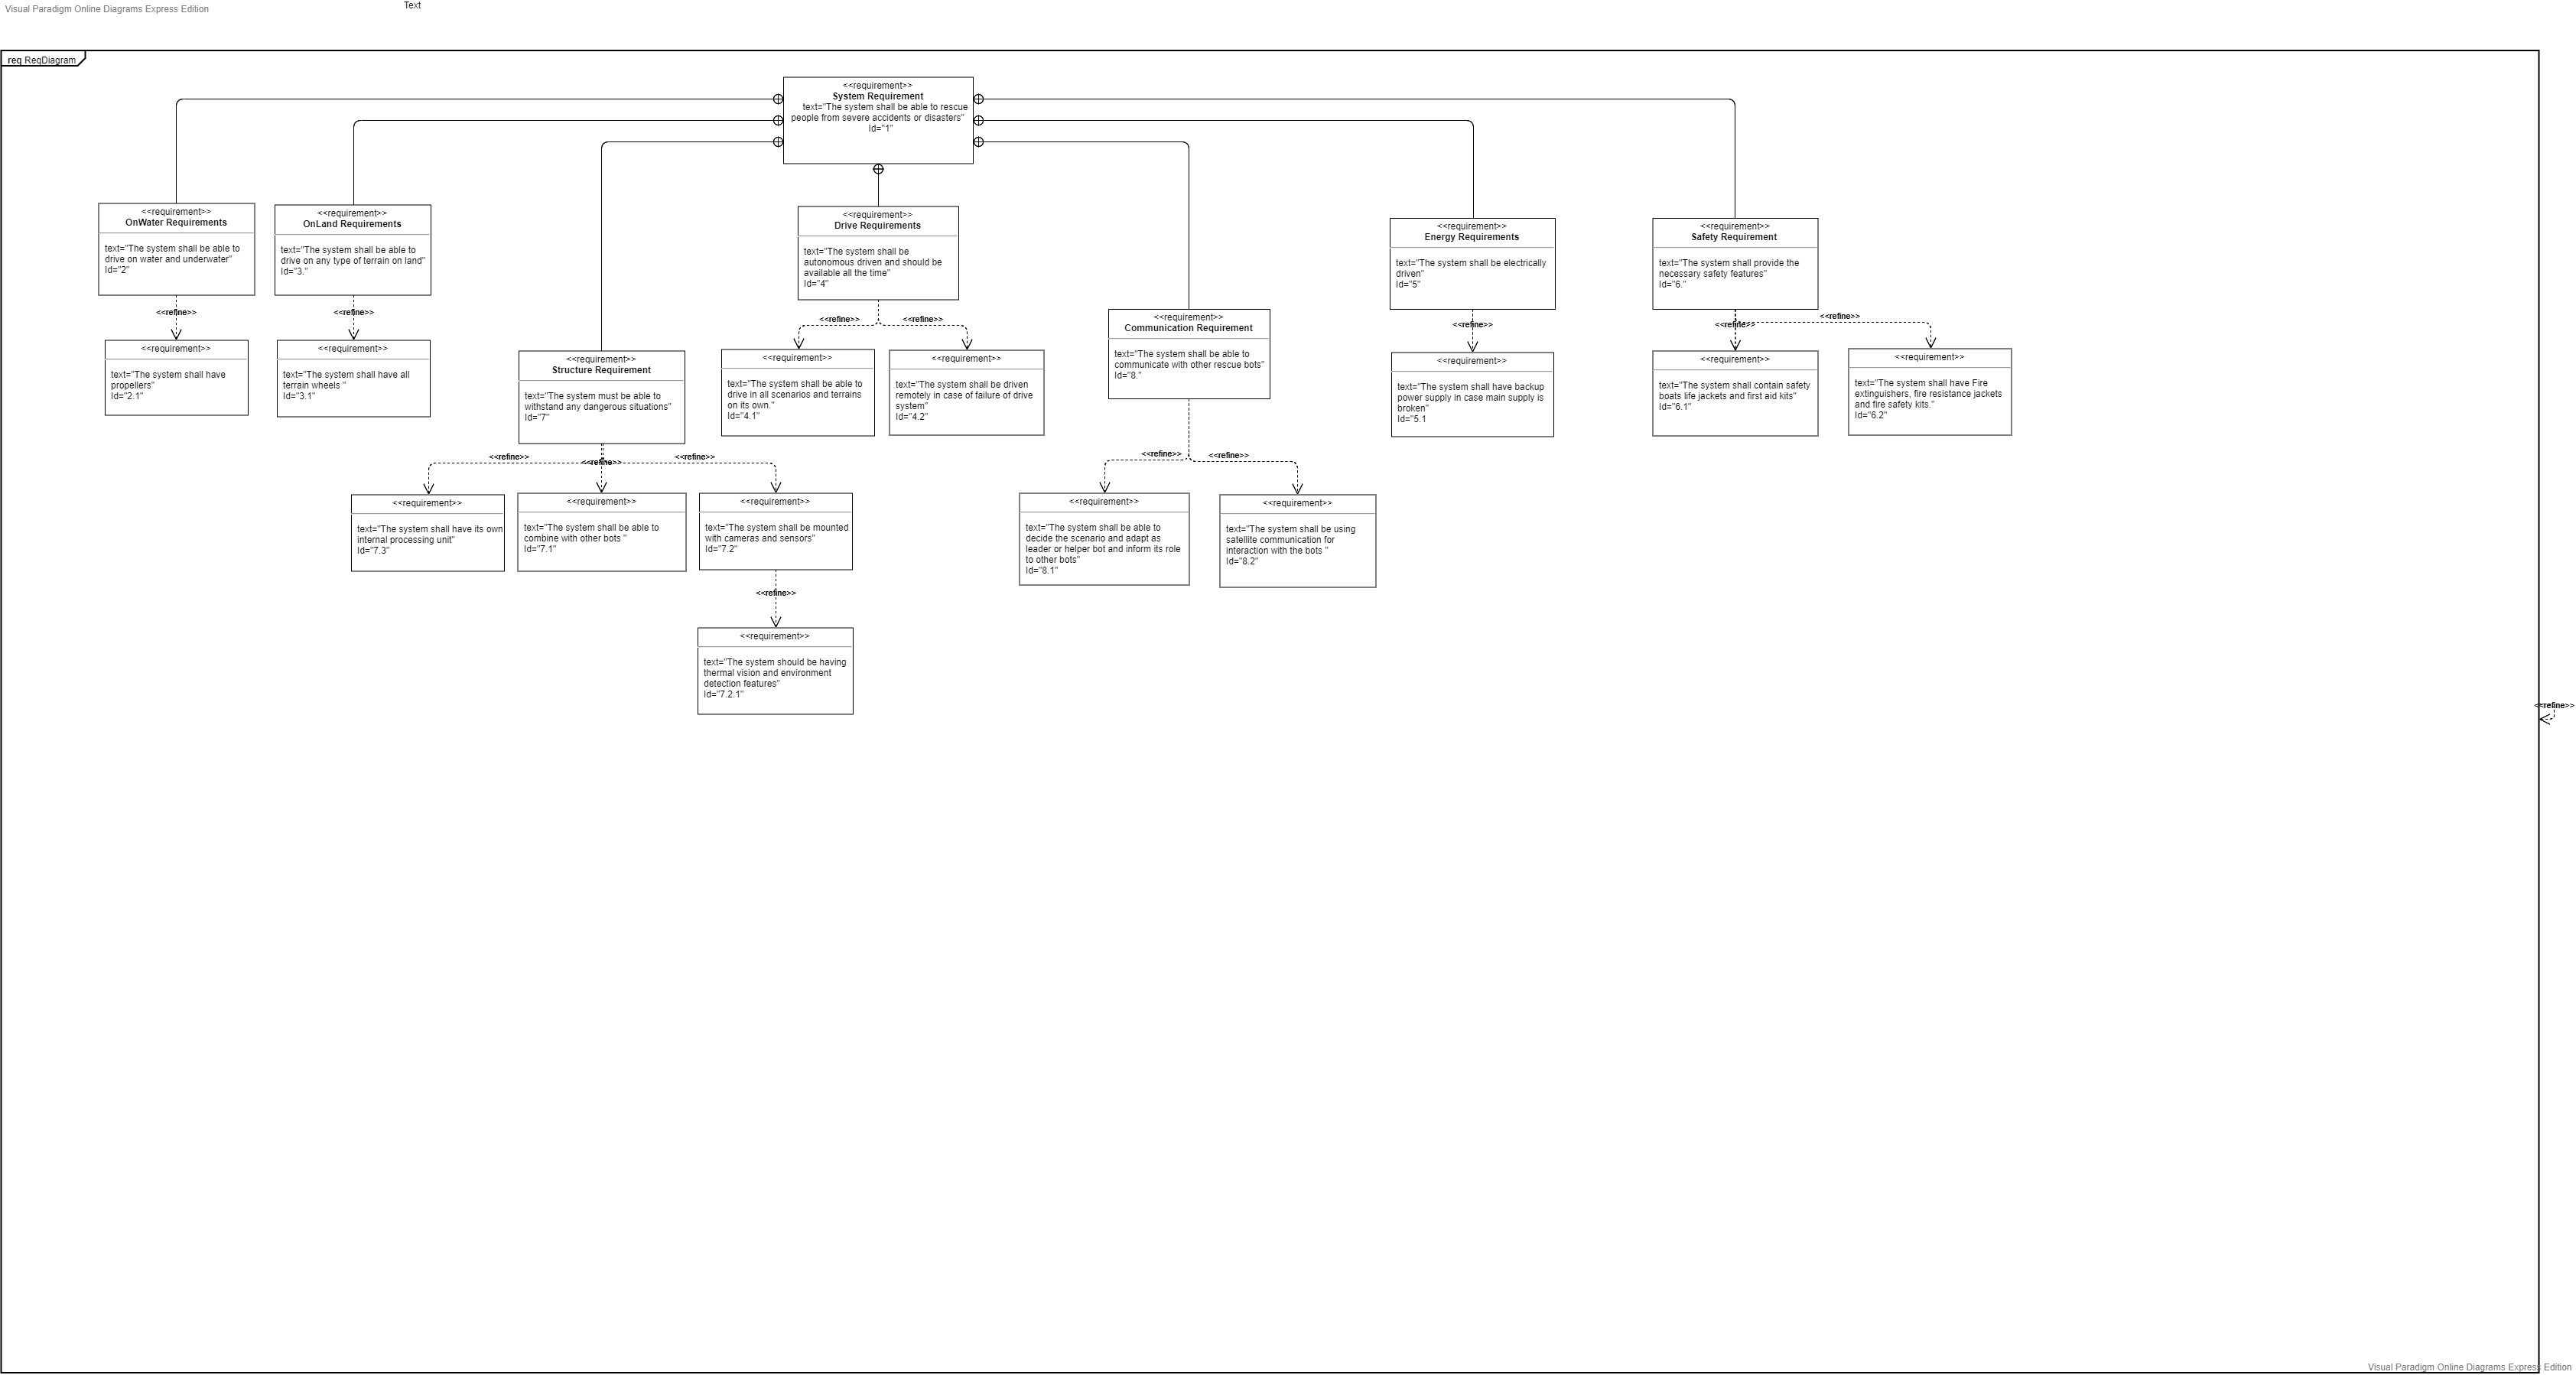 Visual Paradigm Online Diagrams Express Edition
Text
req ReqDiagram
<<requirement>>
System Requirement
text="The system shall be able to rescue
people from severe accidents or disasters"
Id="1"
<<requirement>>
OnWater Requirements
text="The system shall be able to
drive on water and underwater"
Id="2"
<<requirement>>
OnLand Requirements
text="The system shall be able to
drive on any type of terrain on land"
Id="3."
<<requirement>>
Drive Requirements
text="The system shall be
autonomous driven and should be
available all the time"
Id="4"
<<requirement>>
Energy Requirements
text="The system shall be electrically
driven"
Id="5"
<<requirement>>
Safety Requirement
text="The system shall provide the
necessary safety features"
Id="6."
<<refine>>
<<refine>>
<<refine>>
<<refine>>
<<refine>>
<<refine>>
<<refine>>
<<requirement>>
Communication Requirement
text="The system shall be able to
communicate with other rescue bots"
Id="8."
<<requirement>>
text="The system shall have
propellers"
Id="2.1"
<<requirement>>
text="The system shall have all
terrain wheels "
Id="3.1"
<<requirement>>
Structure Requirement
text="The system must be able to
withstand any dangerous situations"
Id="7"
<<requirement>>
text="The system shall be able to
drive in all scenarios and terrains
on its own."
Id="4.1"
<<requirement>>
text="The system shall be driven
remotely in case of failure of drive
system"
Id="4.2"
<<requirement>>
text="The system shall have backup
power supply in case main supply is
broken"
Id="5.1
<<requirement>>
text="The system shall contain safety
boats life jackets and first aid kits"
Id="6.1"
<<requirement>>
text="The system shall have Fire
extinguishers, fire resistance jackets
and fire safety kits."
Id="6.2"
<<refine>>
<<refine>>
<<refine>>
<<refine>>
<<refine>>
<<requirement>>
text="The system shall have its own
internal processing unit"
Id="7.3"
<<requirement>>
text="The system shall be able to
combine with other bots "
Id="7.1"
<<requirement>>
text="The system shall be mounted
with cameras and sensors"
Id="7.2"
<<requirement>>
text="The system shall be able to
decide the scenario and adapt as
leader or helper bot and inform its role
to other bots"
Id="8.1"
<<requirement>>
text="The system shall be using
satellite communication for
interaction with the bots "
Id="8.2"
<<refine>>
<<requirement>>
text="The system should be having
thermal vision and environment
detection features"
Id="7.2.1"
<<refine>>
Visual Paradigm Online Diagrams Express Edition